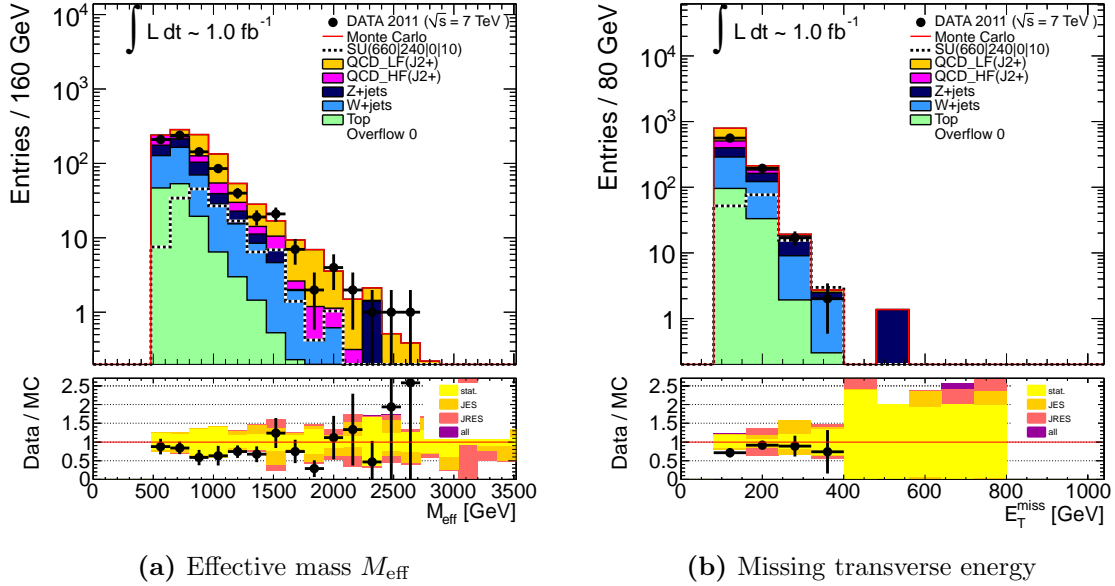 ∫ L dt ~ 1.0 fb⁻¹
DATA 2011 (√s = 7 TeV )
Monte Carlo
SU(660|240|0|10)
QCD_LF(J2+)
QCD_HF(J2+)
Z+jets
W+jets
Top
Overflow 0
Entries / 160 GeV
10³
10²
10
1
Data / MC
2.5
2
1.5
1
0.5
0
stat.
JES
JRES
all
0 500 1000 1500 2000 2500 3000 3500
M_eff [GeV]
(a) Effective mass M_eff
∫ L dt ~ 1.0 fb⁻¹
DATA 2011 (√s = 7 TeV )
Monte Carlo
SU(660|240|0|10)
QCD_LF(J2+)
QCD_HF(J2+)
Z+jets
W+jets
Top
Overflow 0
Entries / 80 GeV
10⁴
10³
10²
10
1
Data / MC
2.5
2
1.5
1
0.5
0
stat.
JES
JRES
all
0 200 400 600 800 1000
E_T^miss [GeV]
(b) Missing transverse energy